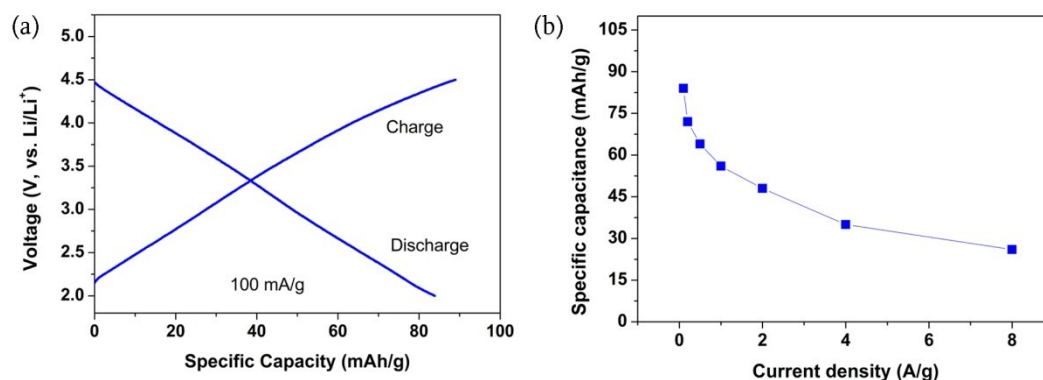 (a)
5.0
4.5
4.0
3.5
3.0
2.5
2.0
Voltage (V, vs. Li/Li⁺)
Charge
Discharge
100 mA/g
0 20 40 60 80 100
Specific Capacity (mAh/g)
(b)
105
90
75
60
45
30
15
0
Specific capacitance (mAh/g)
0 2 4 6 8
Current density (A/g)